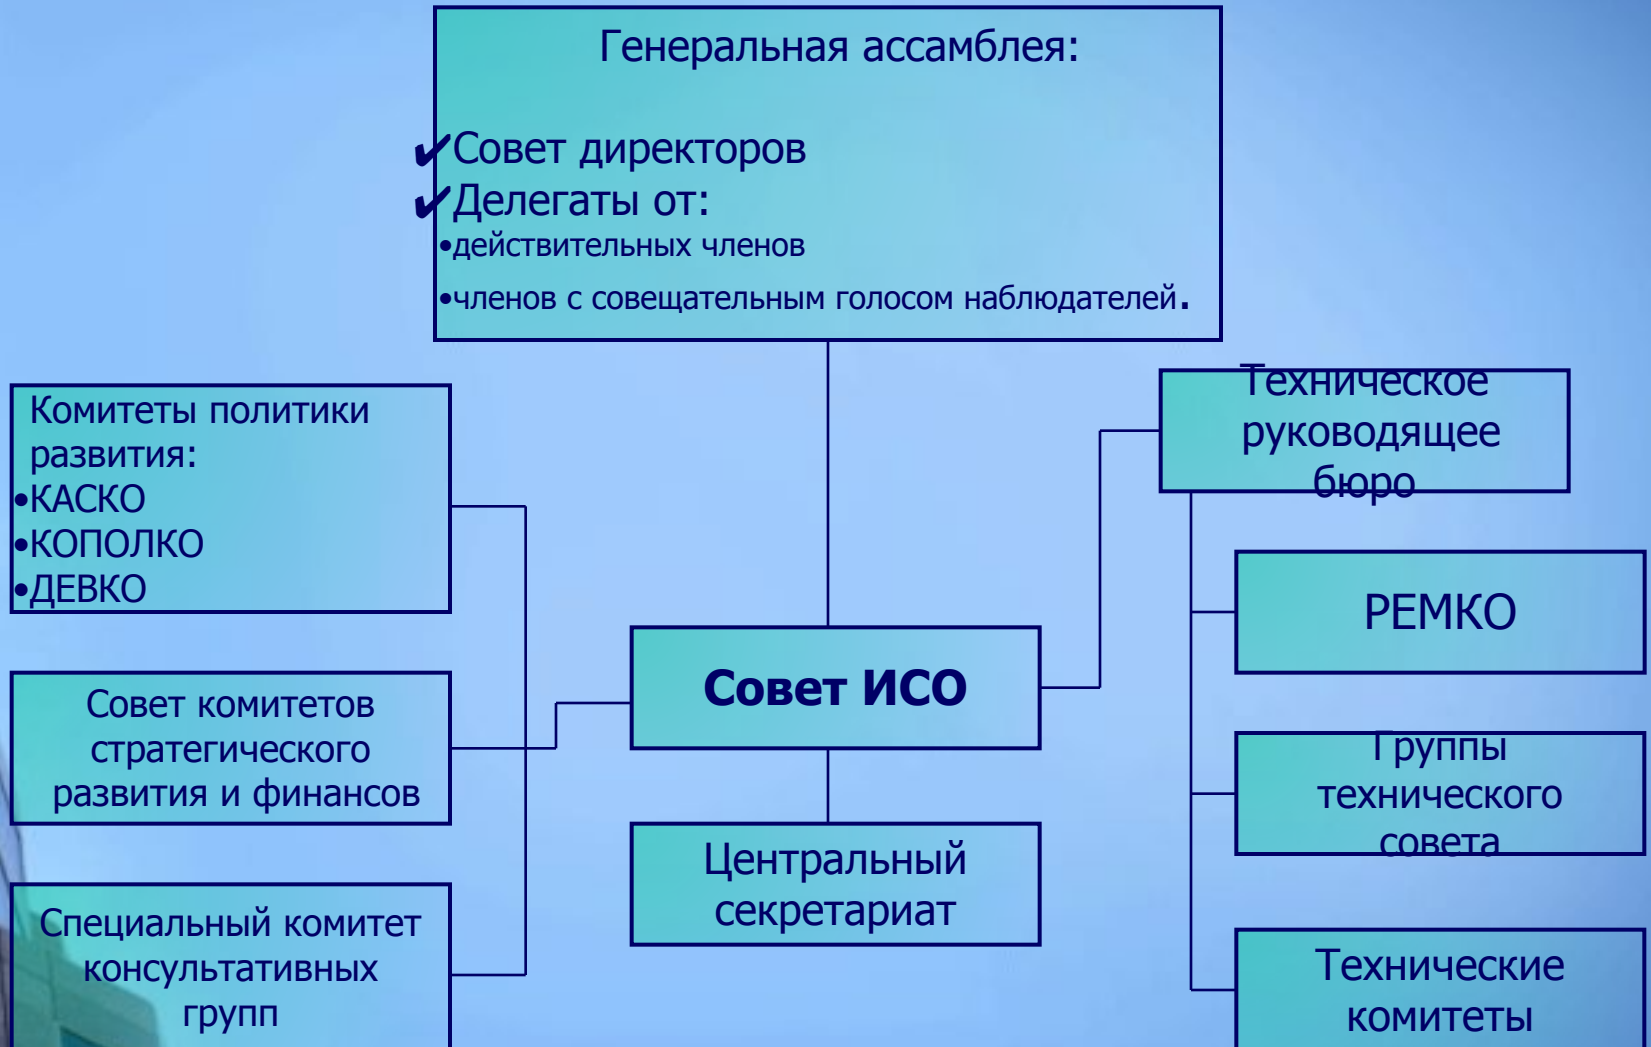 Генеральная ассамблея:
✔Совет директоров
✔Делегаты от:
•действительных членов
•членов с совещательным голосом наблюдателей.
Комитеты политики
развития:
•КАСКО
•КОПОЛКО
•ДЕВКО
Совет комитетов
стратегического
развития и финансов
Специальный комитет
консультативных
групп
Совет ИСО
Центральный
секретариат
Техническое
руководящее
бюро
РЕМКО
Группы
технического
совета
Технические
комитеты